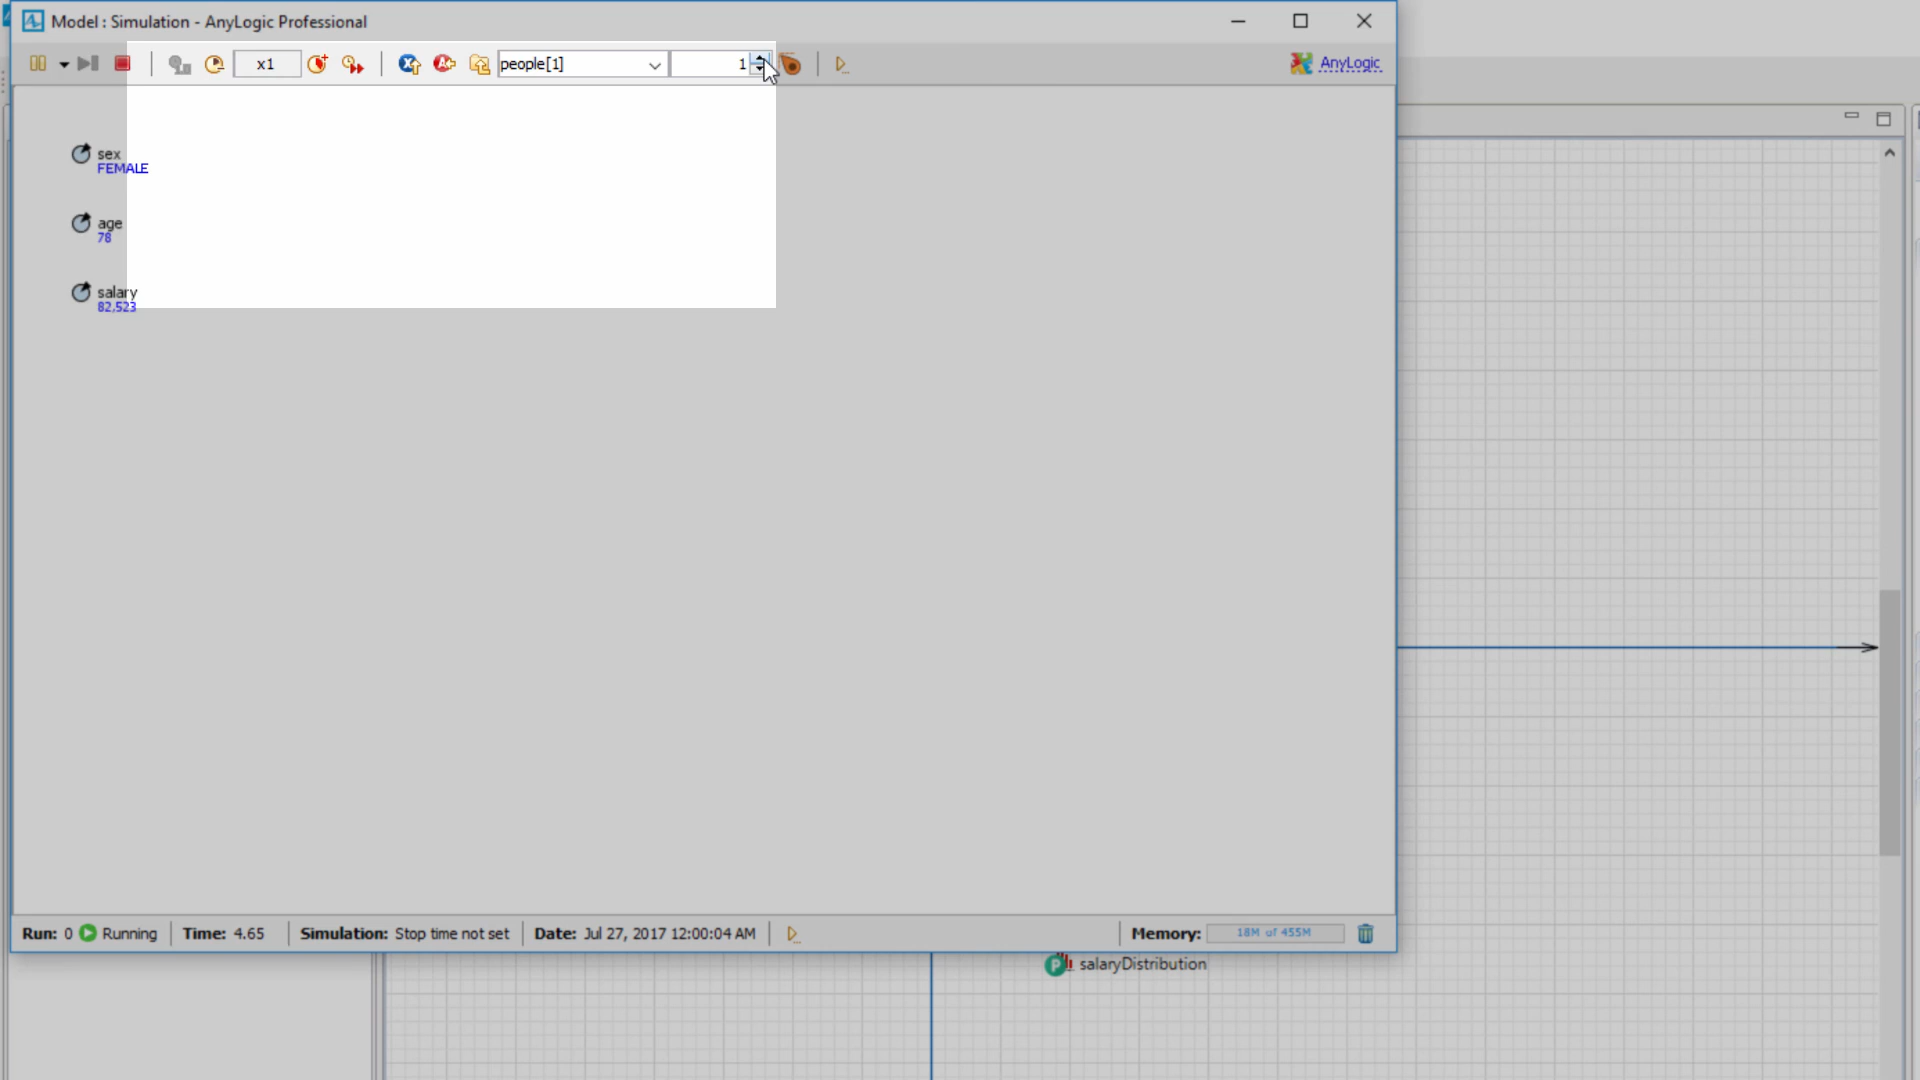 Model : Simulation - AnyLogic Professional
x1
people[1]
1
AnyLogic
sex
FEMALE
age
78
salary
82,523
Run: 0 Running
Time: 4.65
Simulation: Stop time not set
Date: Jul 27, 2017 12:00:04 AM
Memory: 18M of 455M
salaryDistribution